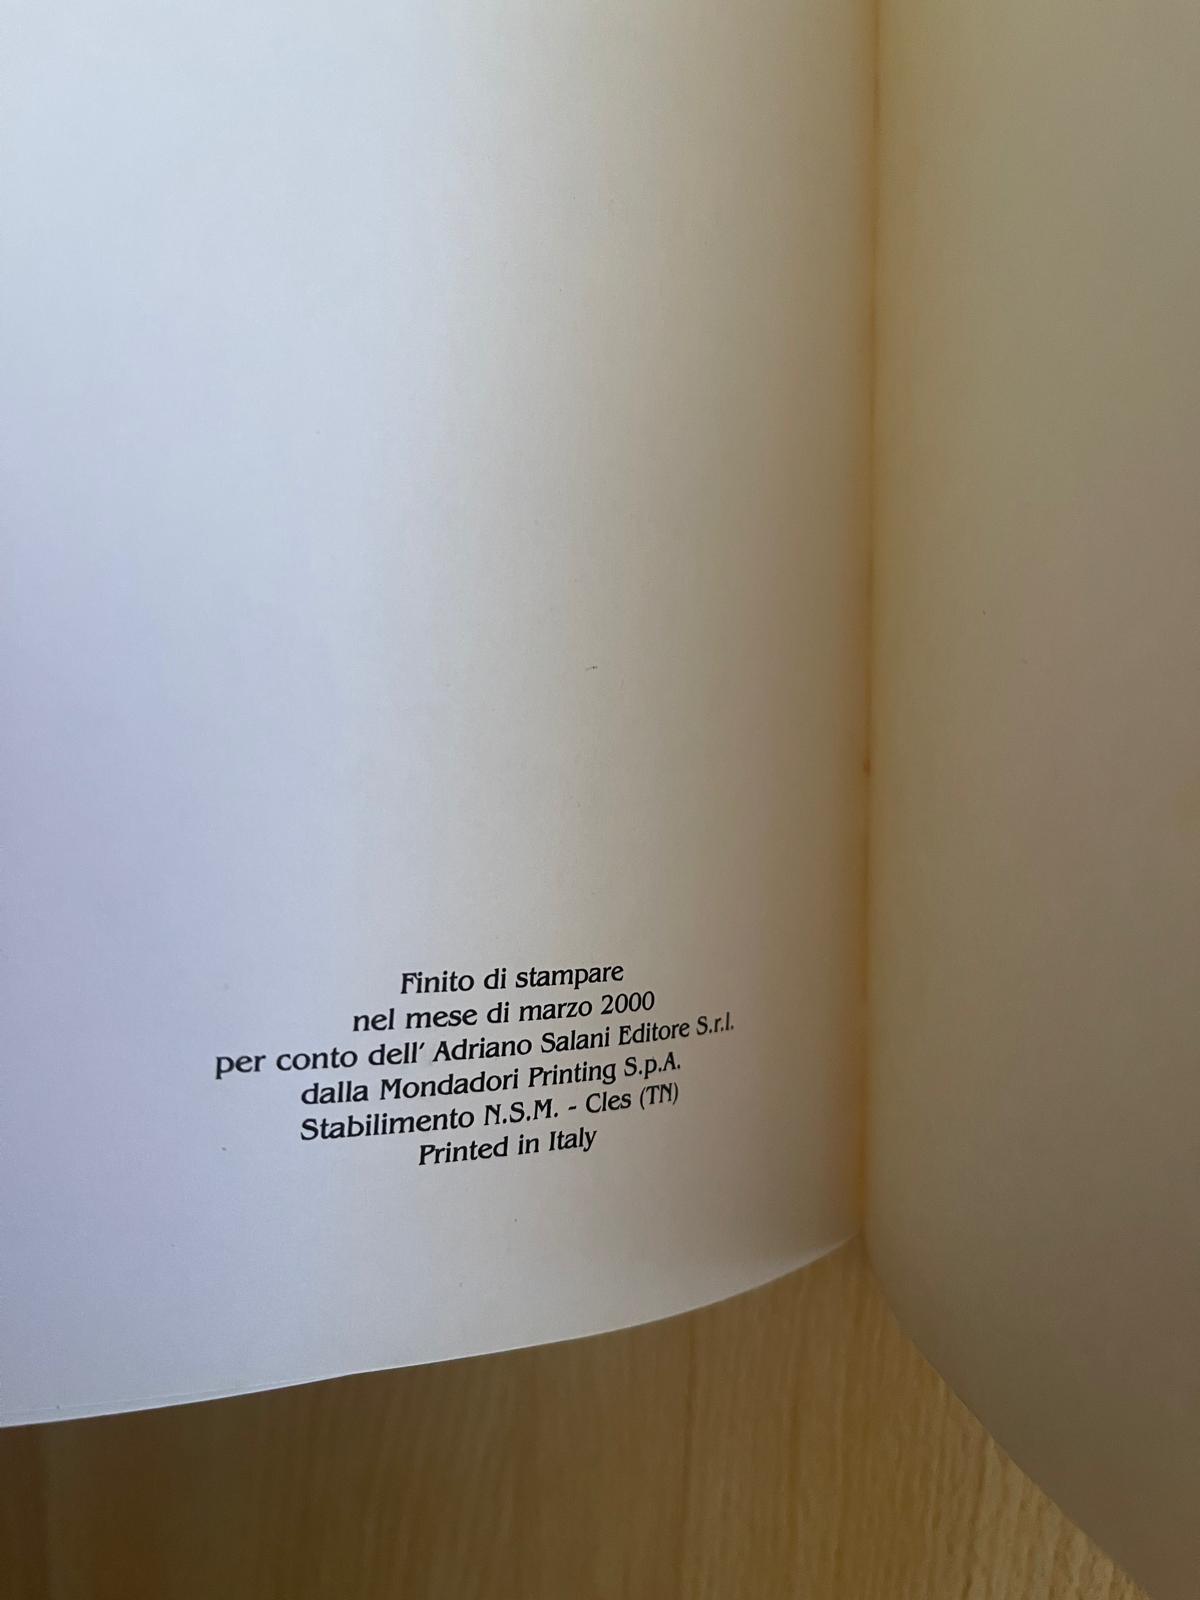 Finito di stampare
nel mese di marzo 2000
per conto dell' Adriano Salani Editore S.r.l.
dalla Mondadori Printing S.p.A.
Stabilimento N.S.M. - Cles (TN)
Printed in Italy